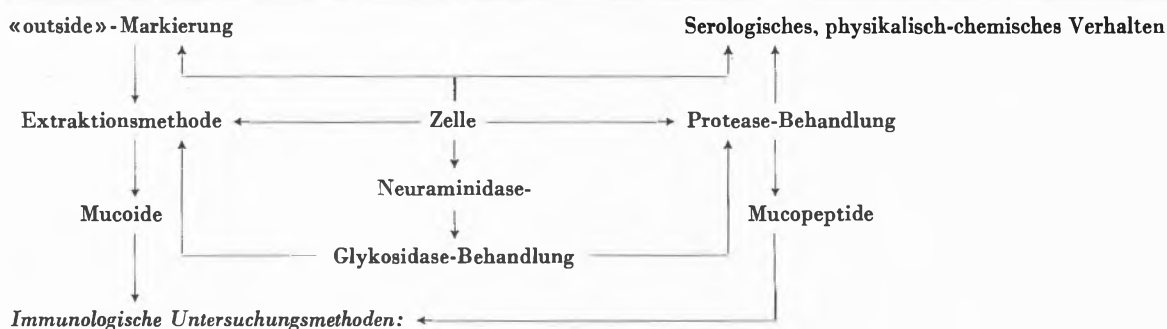 «outside»-Markierung Serologisches, physikalisch-chemisches Verhalten
Extraktionsmethode Zelle Protease-Behandlung
Neuraminidase-
Mucoide Mucopeptide
Glykosidase-Behandlung
Immunologische Untersuchungsmethoden: